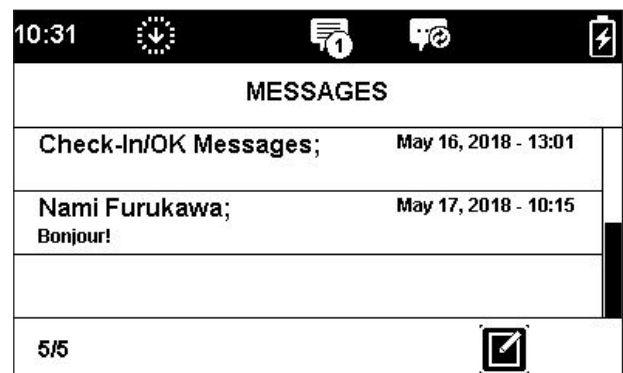 10:31
1
MESSAGES
Check-In/OK Messages; May 16, 2018 - 13:01
Nami Furukawa; May 17, 2018 - 10:15
Bonjour!
5/5